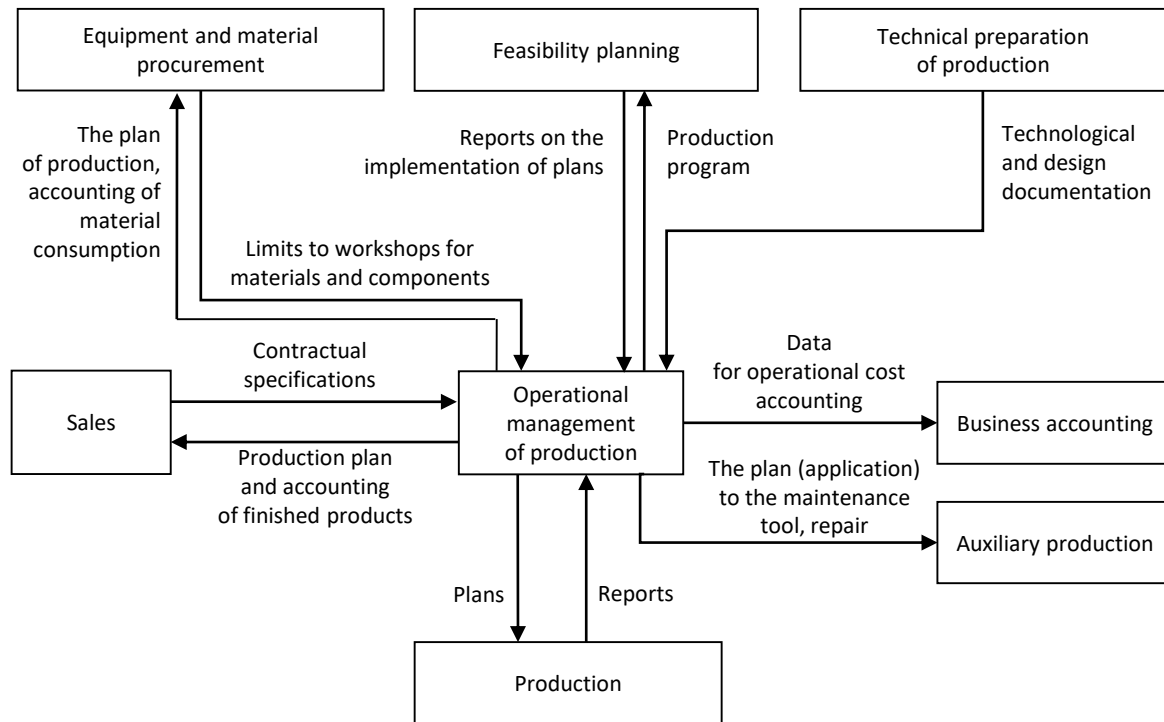 Equipment and material
procurement
Feasibility planning
Technical preparation
of production
The plan
of production,
accounting of
material
consumption
Reports on the
implementation of plans
Production
program
Technological
and design
documentation
Limits to workshops for
materials and components
Contractual
specifications
Data
for operational cost
accounting
Sales
Operational
management
of production
Business accounting
Production plan
and accounting
of finished products
The plan (application)
to the maintenance
tool, repair
Auxiliary production
Plans
Reports
Production